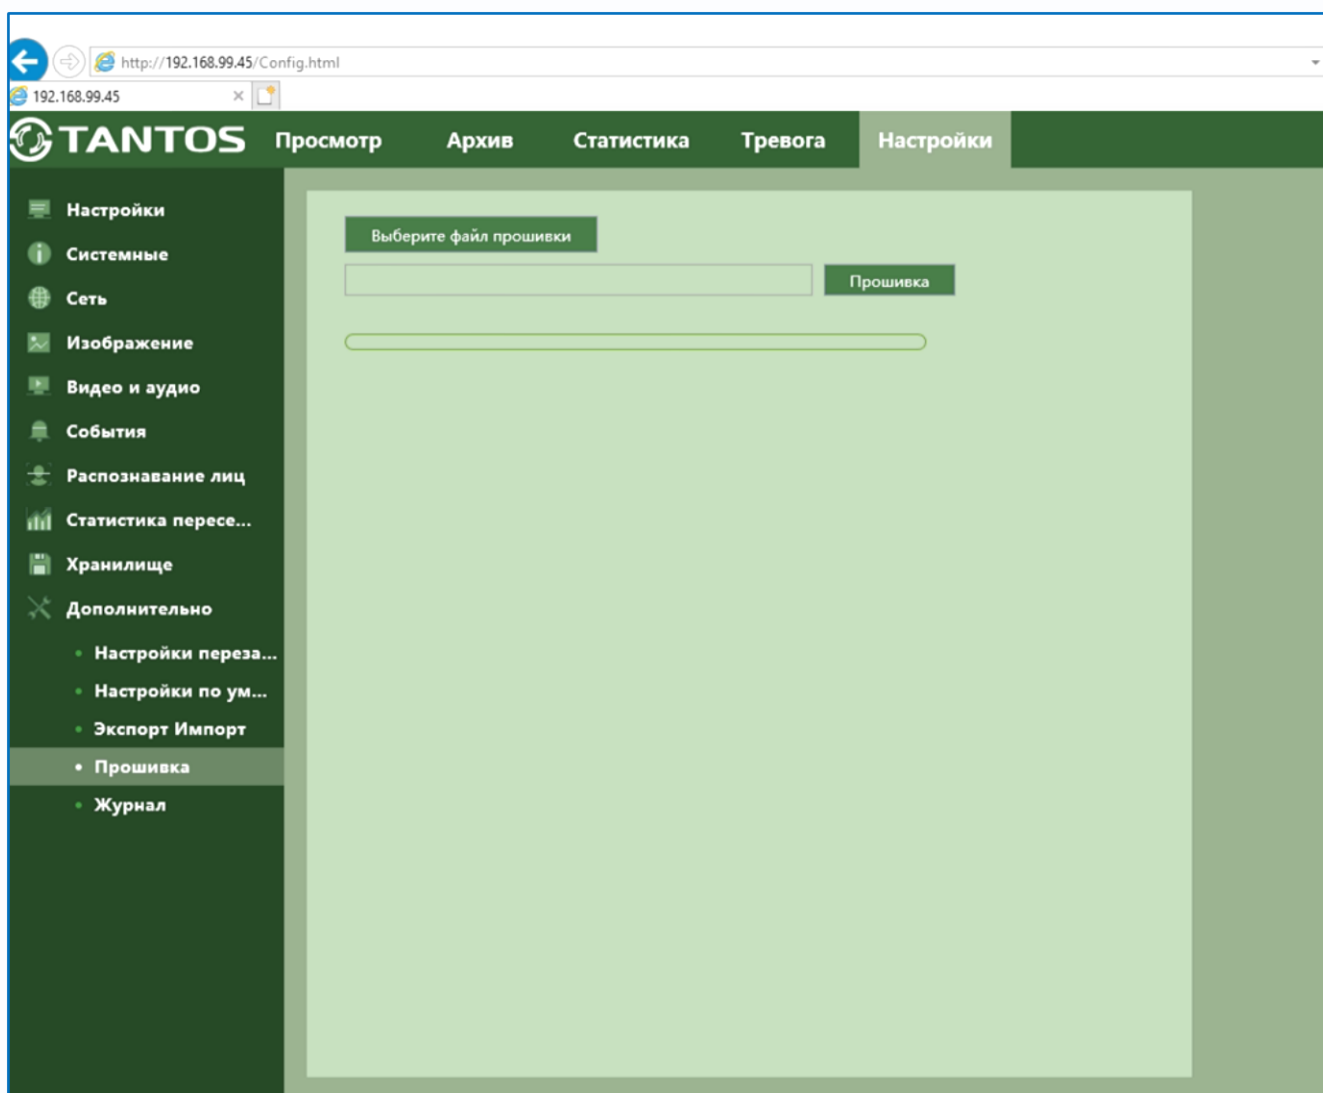 http://192.168.99.45/Config.html
192.168.99.45
TANTOS Просмотр Архив Статистика Тревога Настройки
Настройки
Системные
Сеть
Изображение
Видео и аудио
События
Распознавание лиц
Статистика пересе...
Хранилище
Дополнительно
Настройки переза...
Настройки по ум...
Экспорт Импорт
Прошивка
Журнал
Выберите файл прошивки
Прошивка